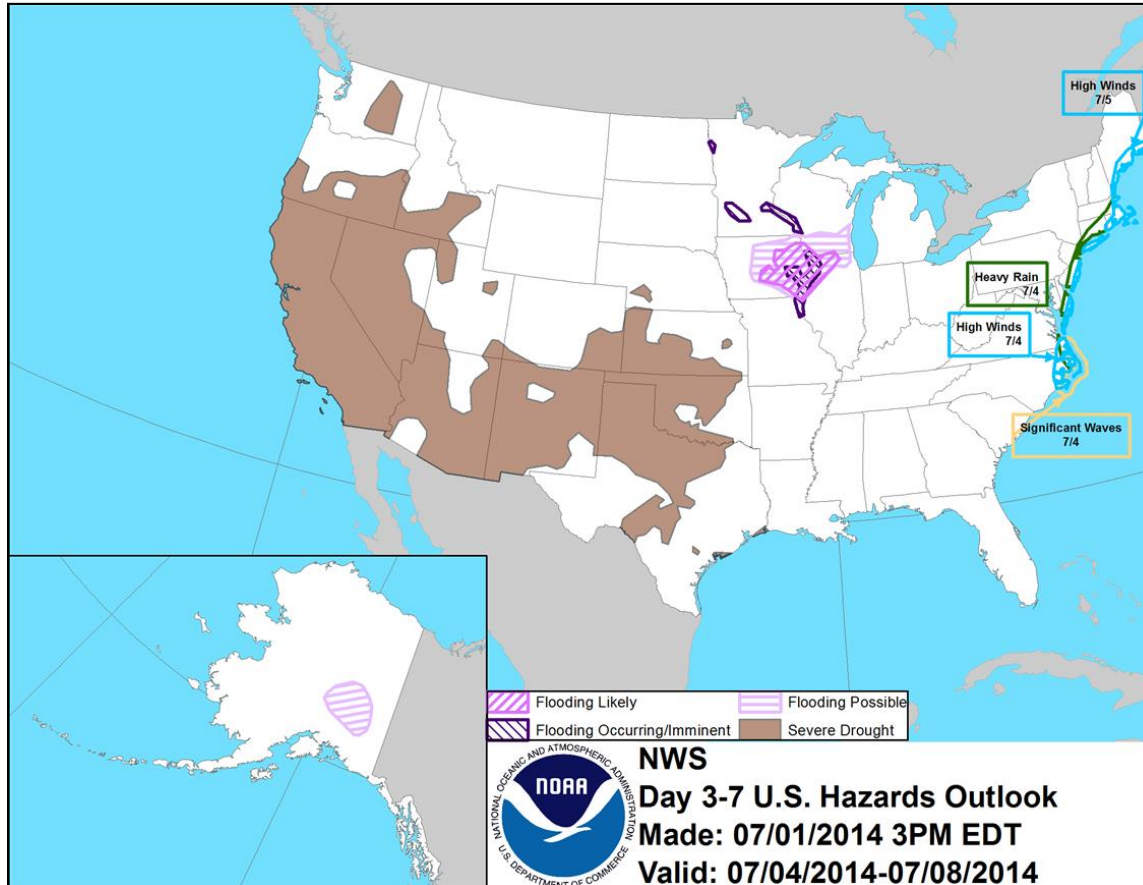 High Winds
7/5
Heavy Rain
7/4
High Winds
7/4
Significant Waves
7/4
Flooding Likely
Flooding Possible
Flooding Occurring/Imminent
Severe Drought
NATIONAL OCEANIC AND ATMOSPHERIC ADMINISTRATION
U.S. DEPARTMENT OF COMMERCE
NOAA
NWS
Day 3-7 U.S. Hazards Outlook
Made: 07/01/2014 3PM EDT
Valid: 07/04/2014-07/08/2014